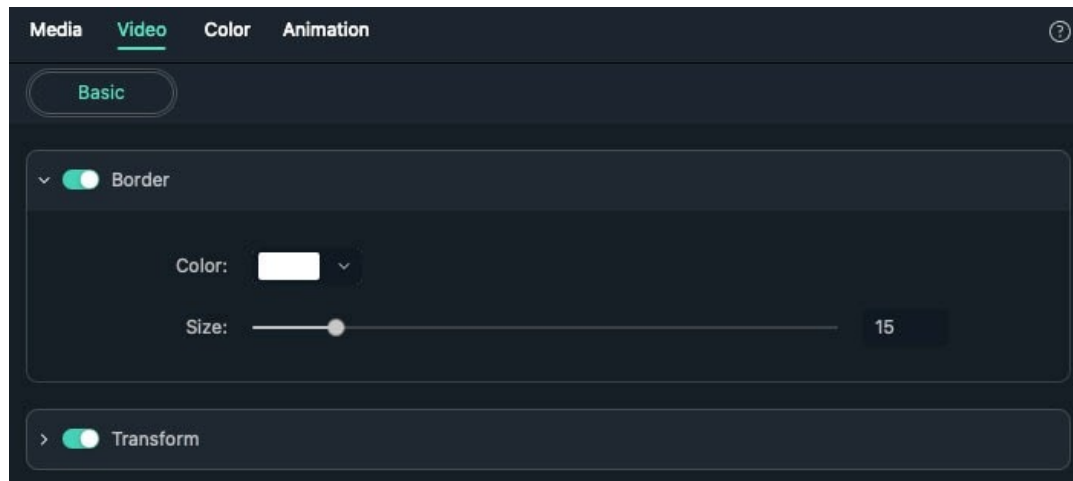 Media Video Color Animation
Basic
Border
Color:
Size: 15
Transform